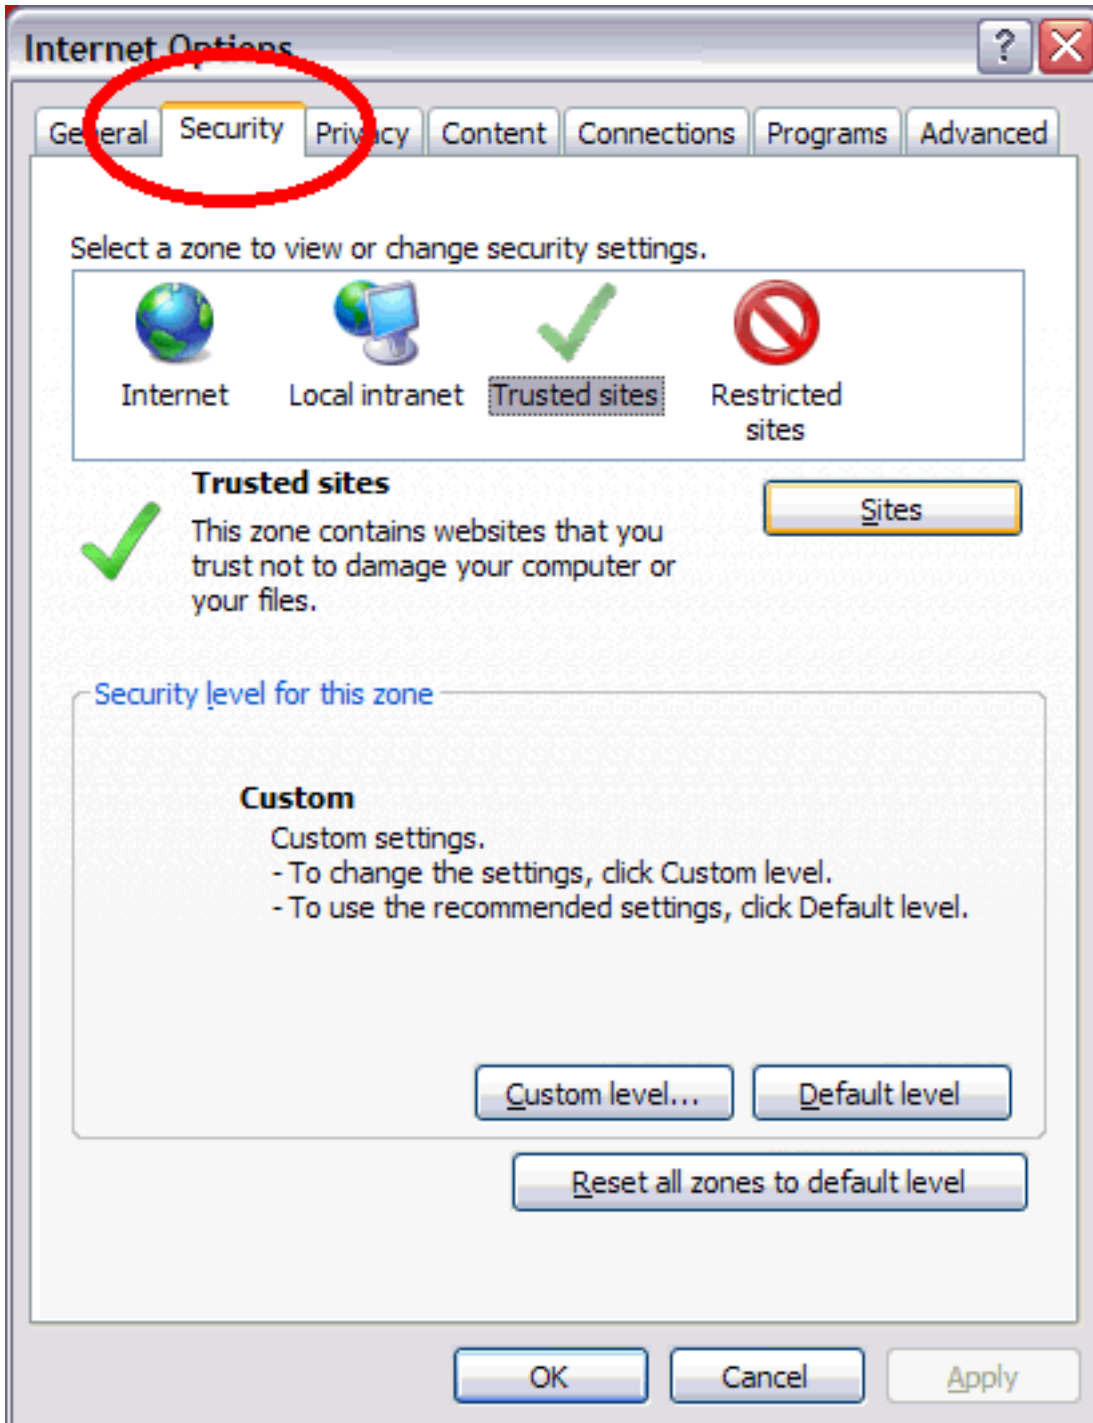 Internet Options
?
General Security Privacy Content Connections Programs Advanced
Select a zone to view or change security settings.
Internet Local intranet Trusted sites Restricted
sites
Trusted sites
Sites
This zone contains websites that you
trust not to damage your computer or
your files.
Security level for this zone
Custom
Custom settings.
- To change the settings, click Custom level.
- To use the recommended settings, click Default level.
Custom level... Default level
Reset all zones to default level
OK Cancel Apply